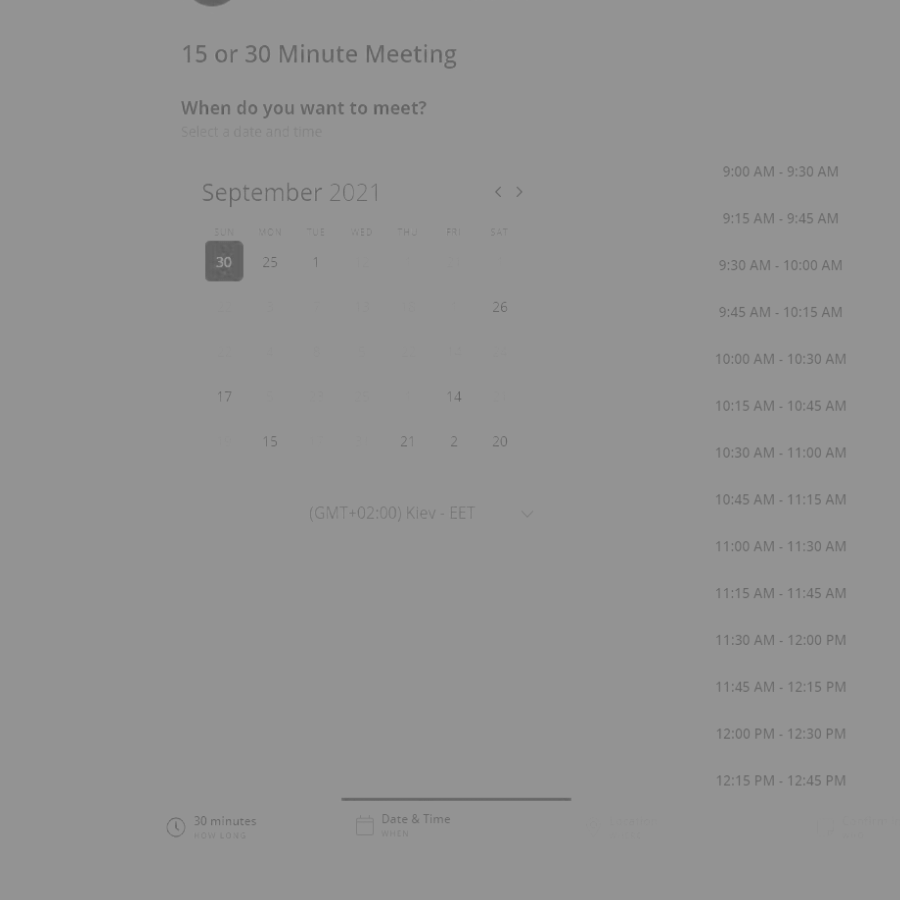 15 or 30 Minute Meeting
When do you want to meet?
Select a date and time
September 2021
SUN MON TUE WED THU FRI SAT
30 25 1
26
17 14
15 21 2 20
(GMT+02:00) Kiev - EET
9:00 AM - 9:30 AM
9:15 AM - 9:45 AM
9:30 AM - 10:00 AM
9:45 AM - 10:15 AM
10:00 AM - 10:30 AM
10:15 AM - 10:45 AM
10:30 AM - 11:00 AM
10:45 AM - 11:15 AM
11:00 AM - 11:30 AM
11:15 AM - 11:45 AM
11:30 AM - 12:00 PM
11:45 AM - 12:15 PM
12:00 PM - 12:30 PM
12:15 PM - 12:45 PM
30 minutes
HOW LONG
Date & Time
WHEN